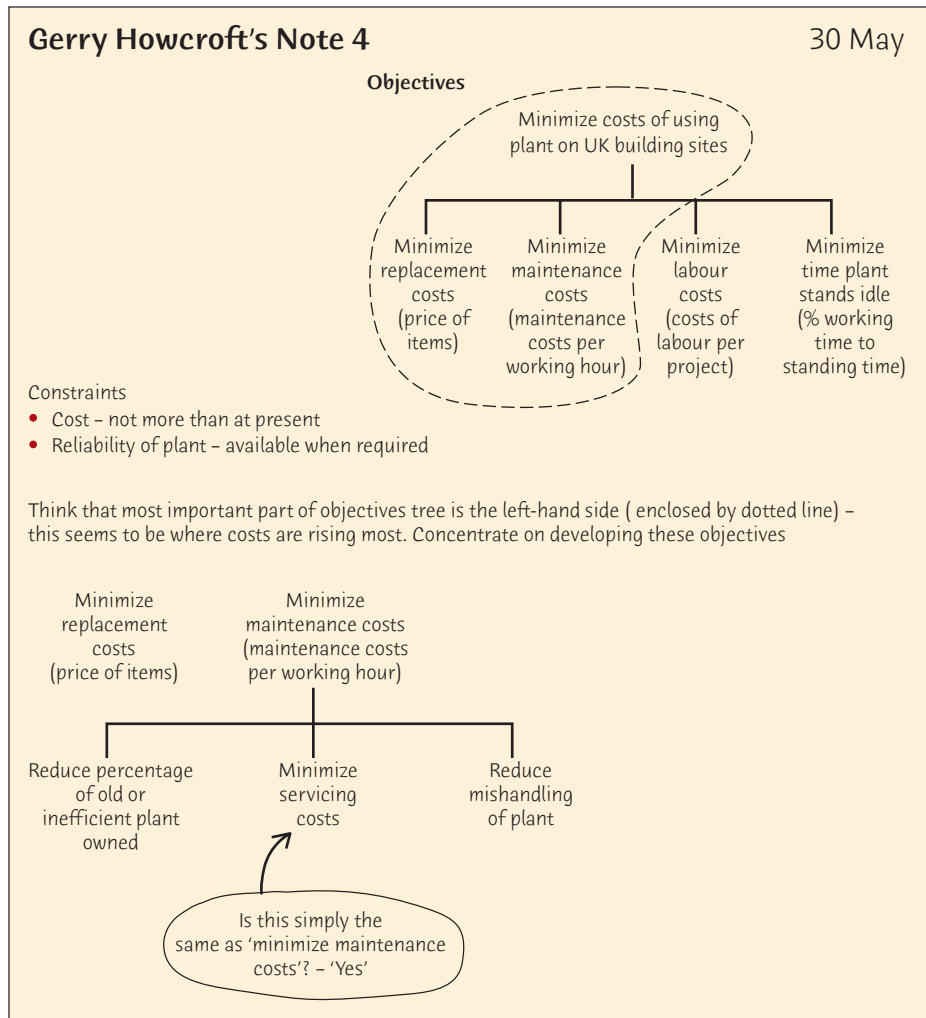 Gerry Howcroft's Note 4
30 May
Objectives
Minimize costs of using
plant on UK building sites
Minimize
replacement
costs
(price of
items)
Minimize
maintenance
costs
(maintenance
costs per
working hour)
Minimize
labour
costs
(costs of
labour per
project)
Minimize
time plant
stands idle
(% working
time to
standing time)
Constraints
• Cost – not more than at present
• Reliability of plant – available when required
Think that most important part of objectives tree is the left-hand side ( enclosed by dotted line) –
this seems to be where costs are rising most. Concentrate on developing these objectives
Minimize
replacement
costs
(price of items)
Minimize
maintenance costs
(maintenance costs
per working hour)
Reduce percentage
of old or
inefficient plant
owned
Minimize
servicing
costs
Reduce
mishandling
of plant
Is this simply the
same as 'minimize maintenance
costs'? – 'Yes'